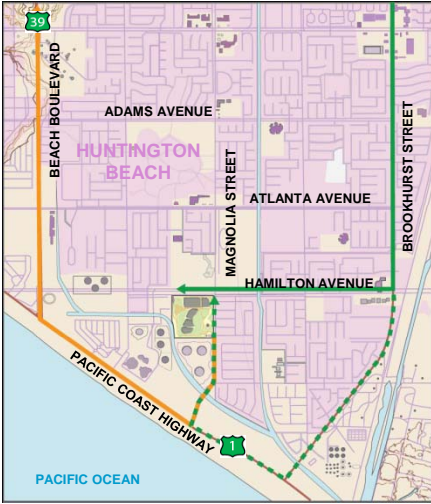 39
BEACH BOULEVARD
ADAMS AVENUE
HUNTINGTON
BEACH
MAGNOLIA STREET
BROOKHURST STREET
ATLANTA AVENUE
HAMILTON AVENUE
PACIFIC COAST HIGHWAY
1
PACIFIC OCEAN